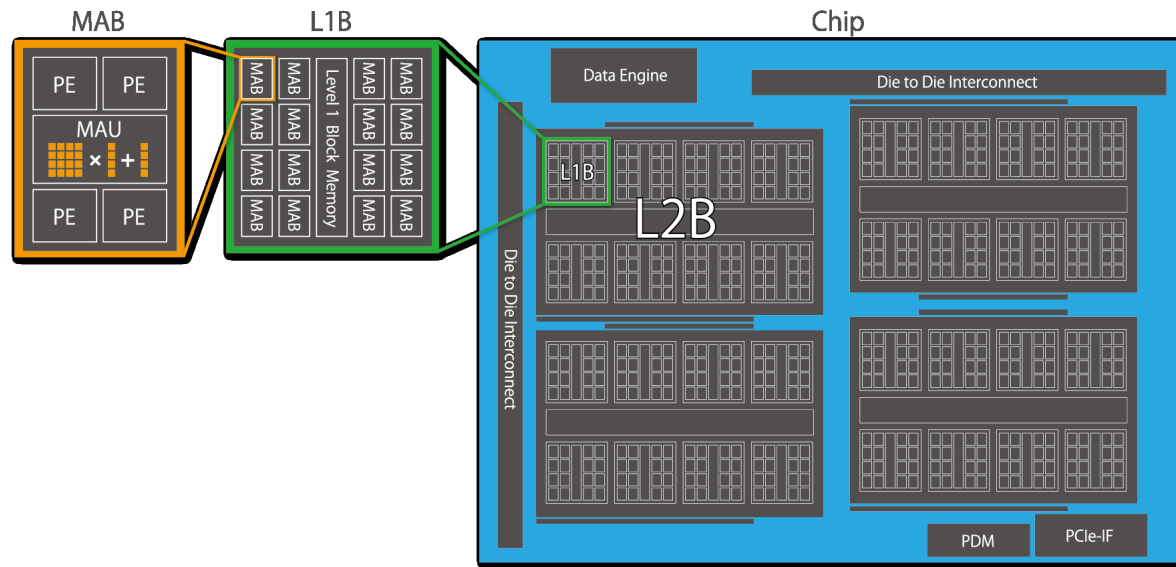 MAB
L1B
Chip
PE PE
MAU
× +
PE PE
MAB MAB MAB MAB
MAB MAB MAB MAB
MAB MAB MAB MAB
MAB MAB MAB MAB
Level 1 Block Memory
Data Engine
Die to Die Interconnect
Die to Die Interconnect
L1B
L2B
PDM
PCIe-IF